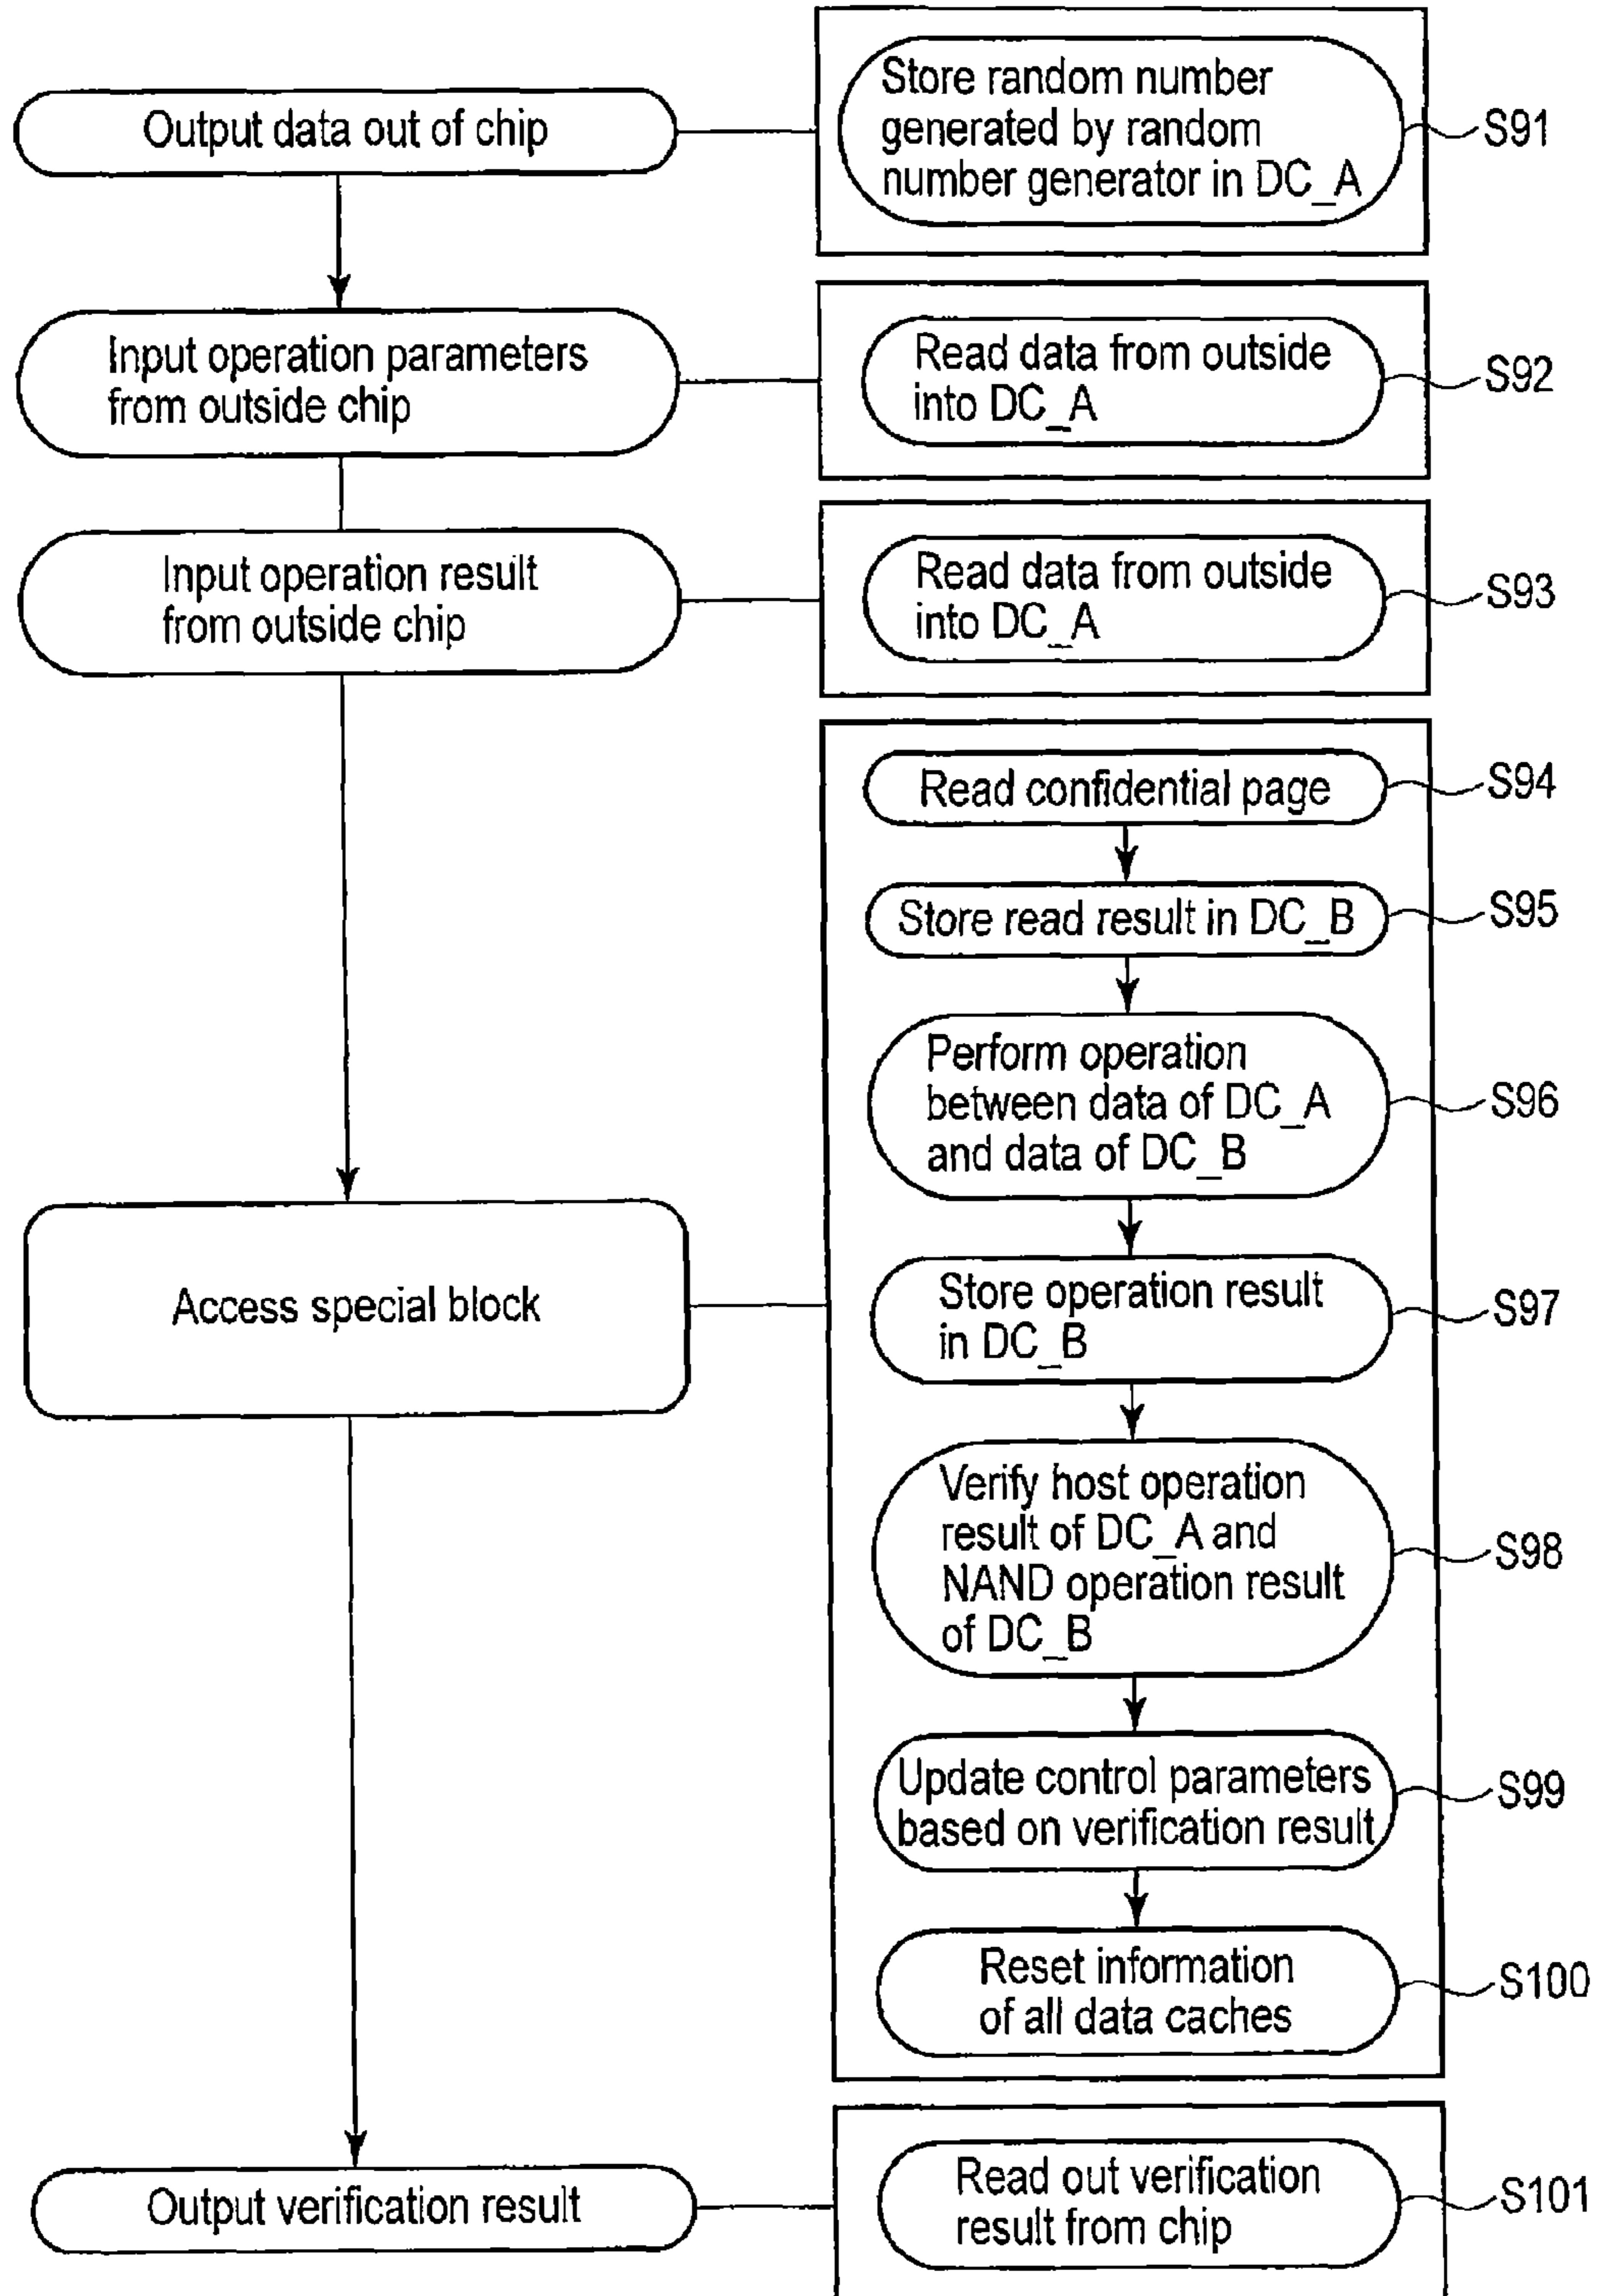 Output data out of chip
Store random number
generated by random
number generator in DC_A
S91
Input operation parameters
from outside chip
Read data from outside
into DC_A
S92
Input operation result
from outside chip
Read data from outside
into DC_A
S93
Read confidential page
S94
Store read result in DC_B
S95
Perform operation
between data of DC_A
and data of DC_B
S96
Access special block
Store operation result
in DC_B
S97
Verify host operation
result of DC_A and
NAND operation result
of DC_B
S98
Update control parameters
based on verification result
S99
Reset information
of all data caches
S100
Output verification result
Read out verification
result from chip
S101